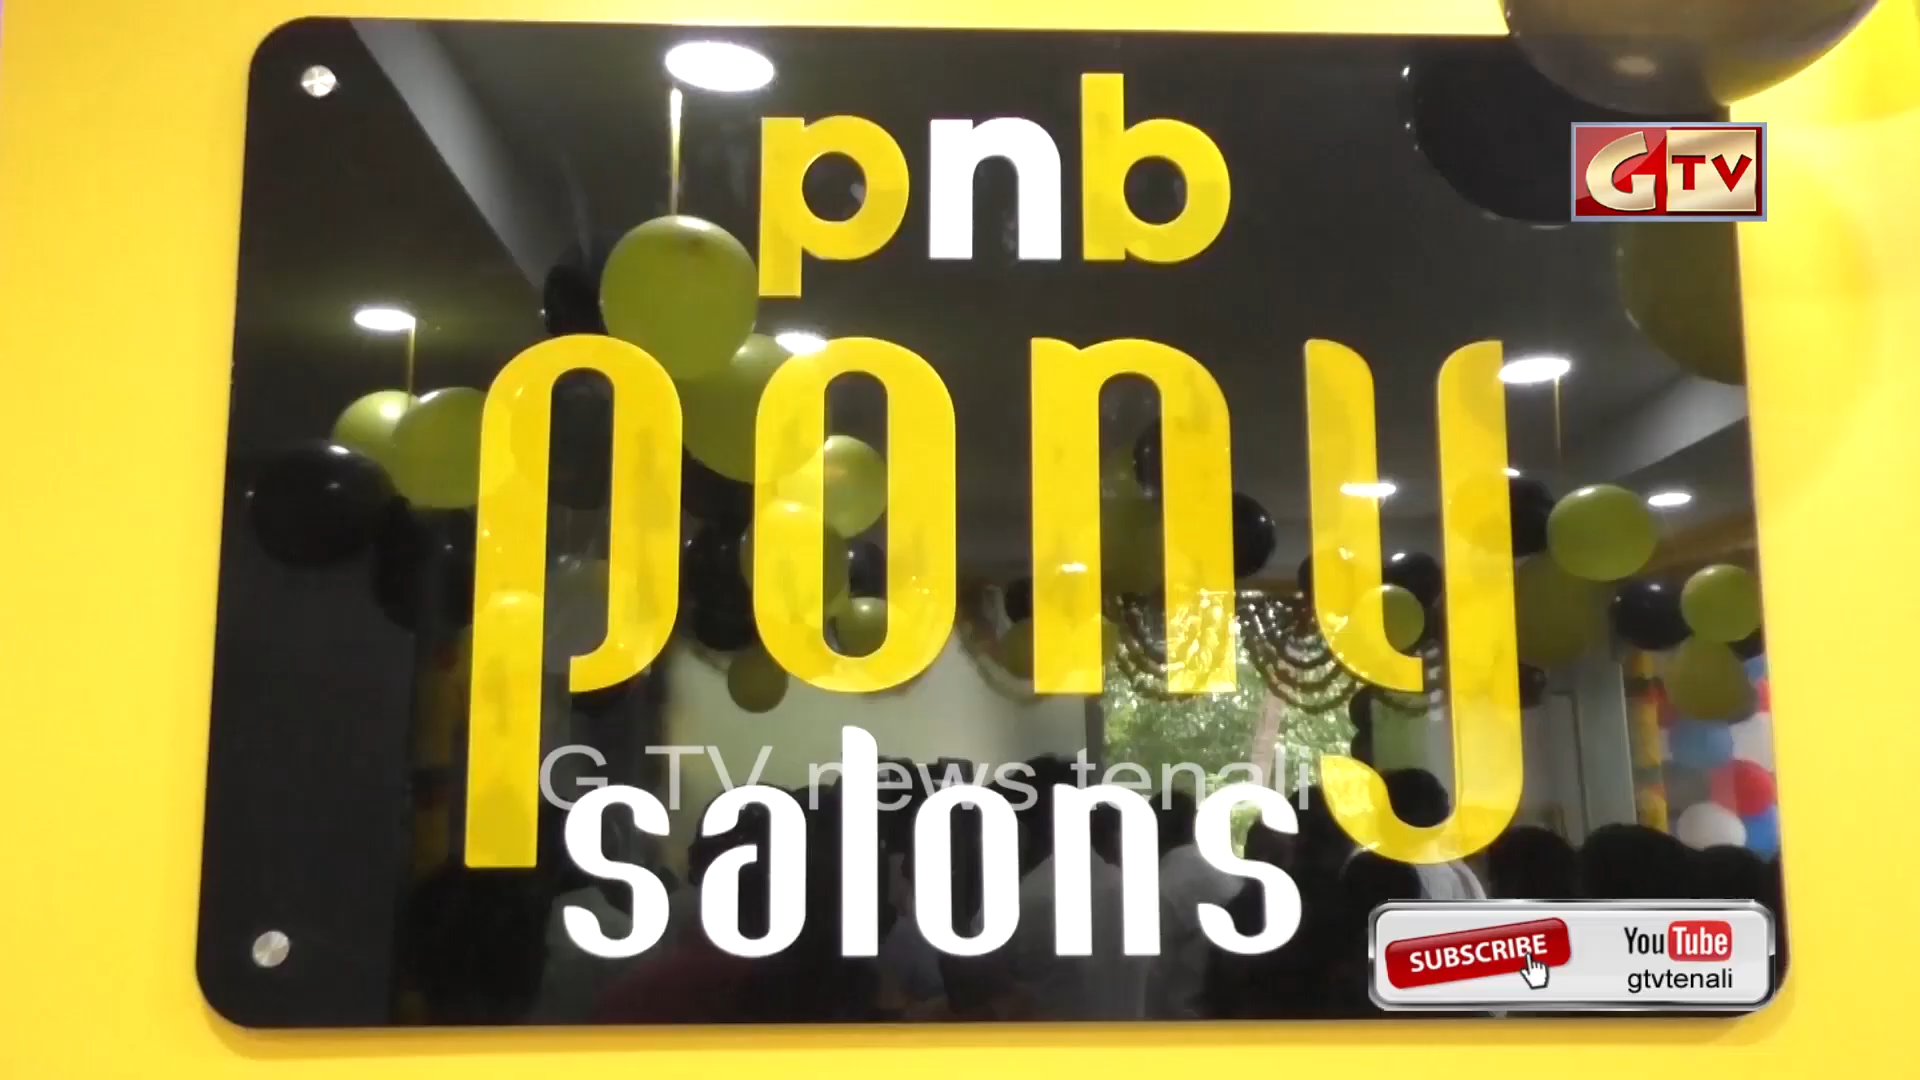 pnb
GTV
pony
G TV news tenali
salons
SUBSCRIBE
YouTube
gtvtenali